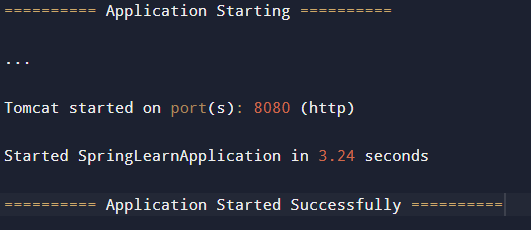 ========== Application Starting ==========
...
Tomcat started on port(s): 8080 (http)
Started SpringLearnApplication in 3.24 seconds
========== Application Started Successfully ==========